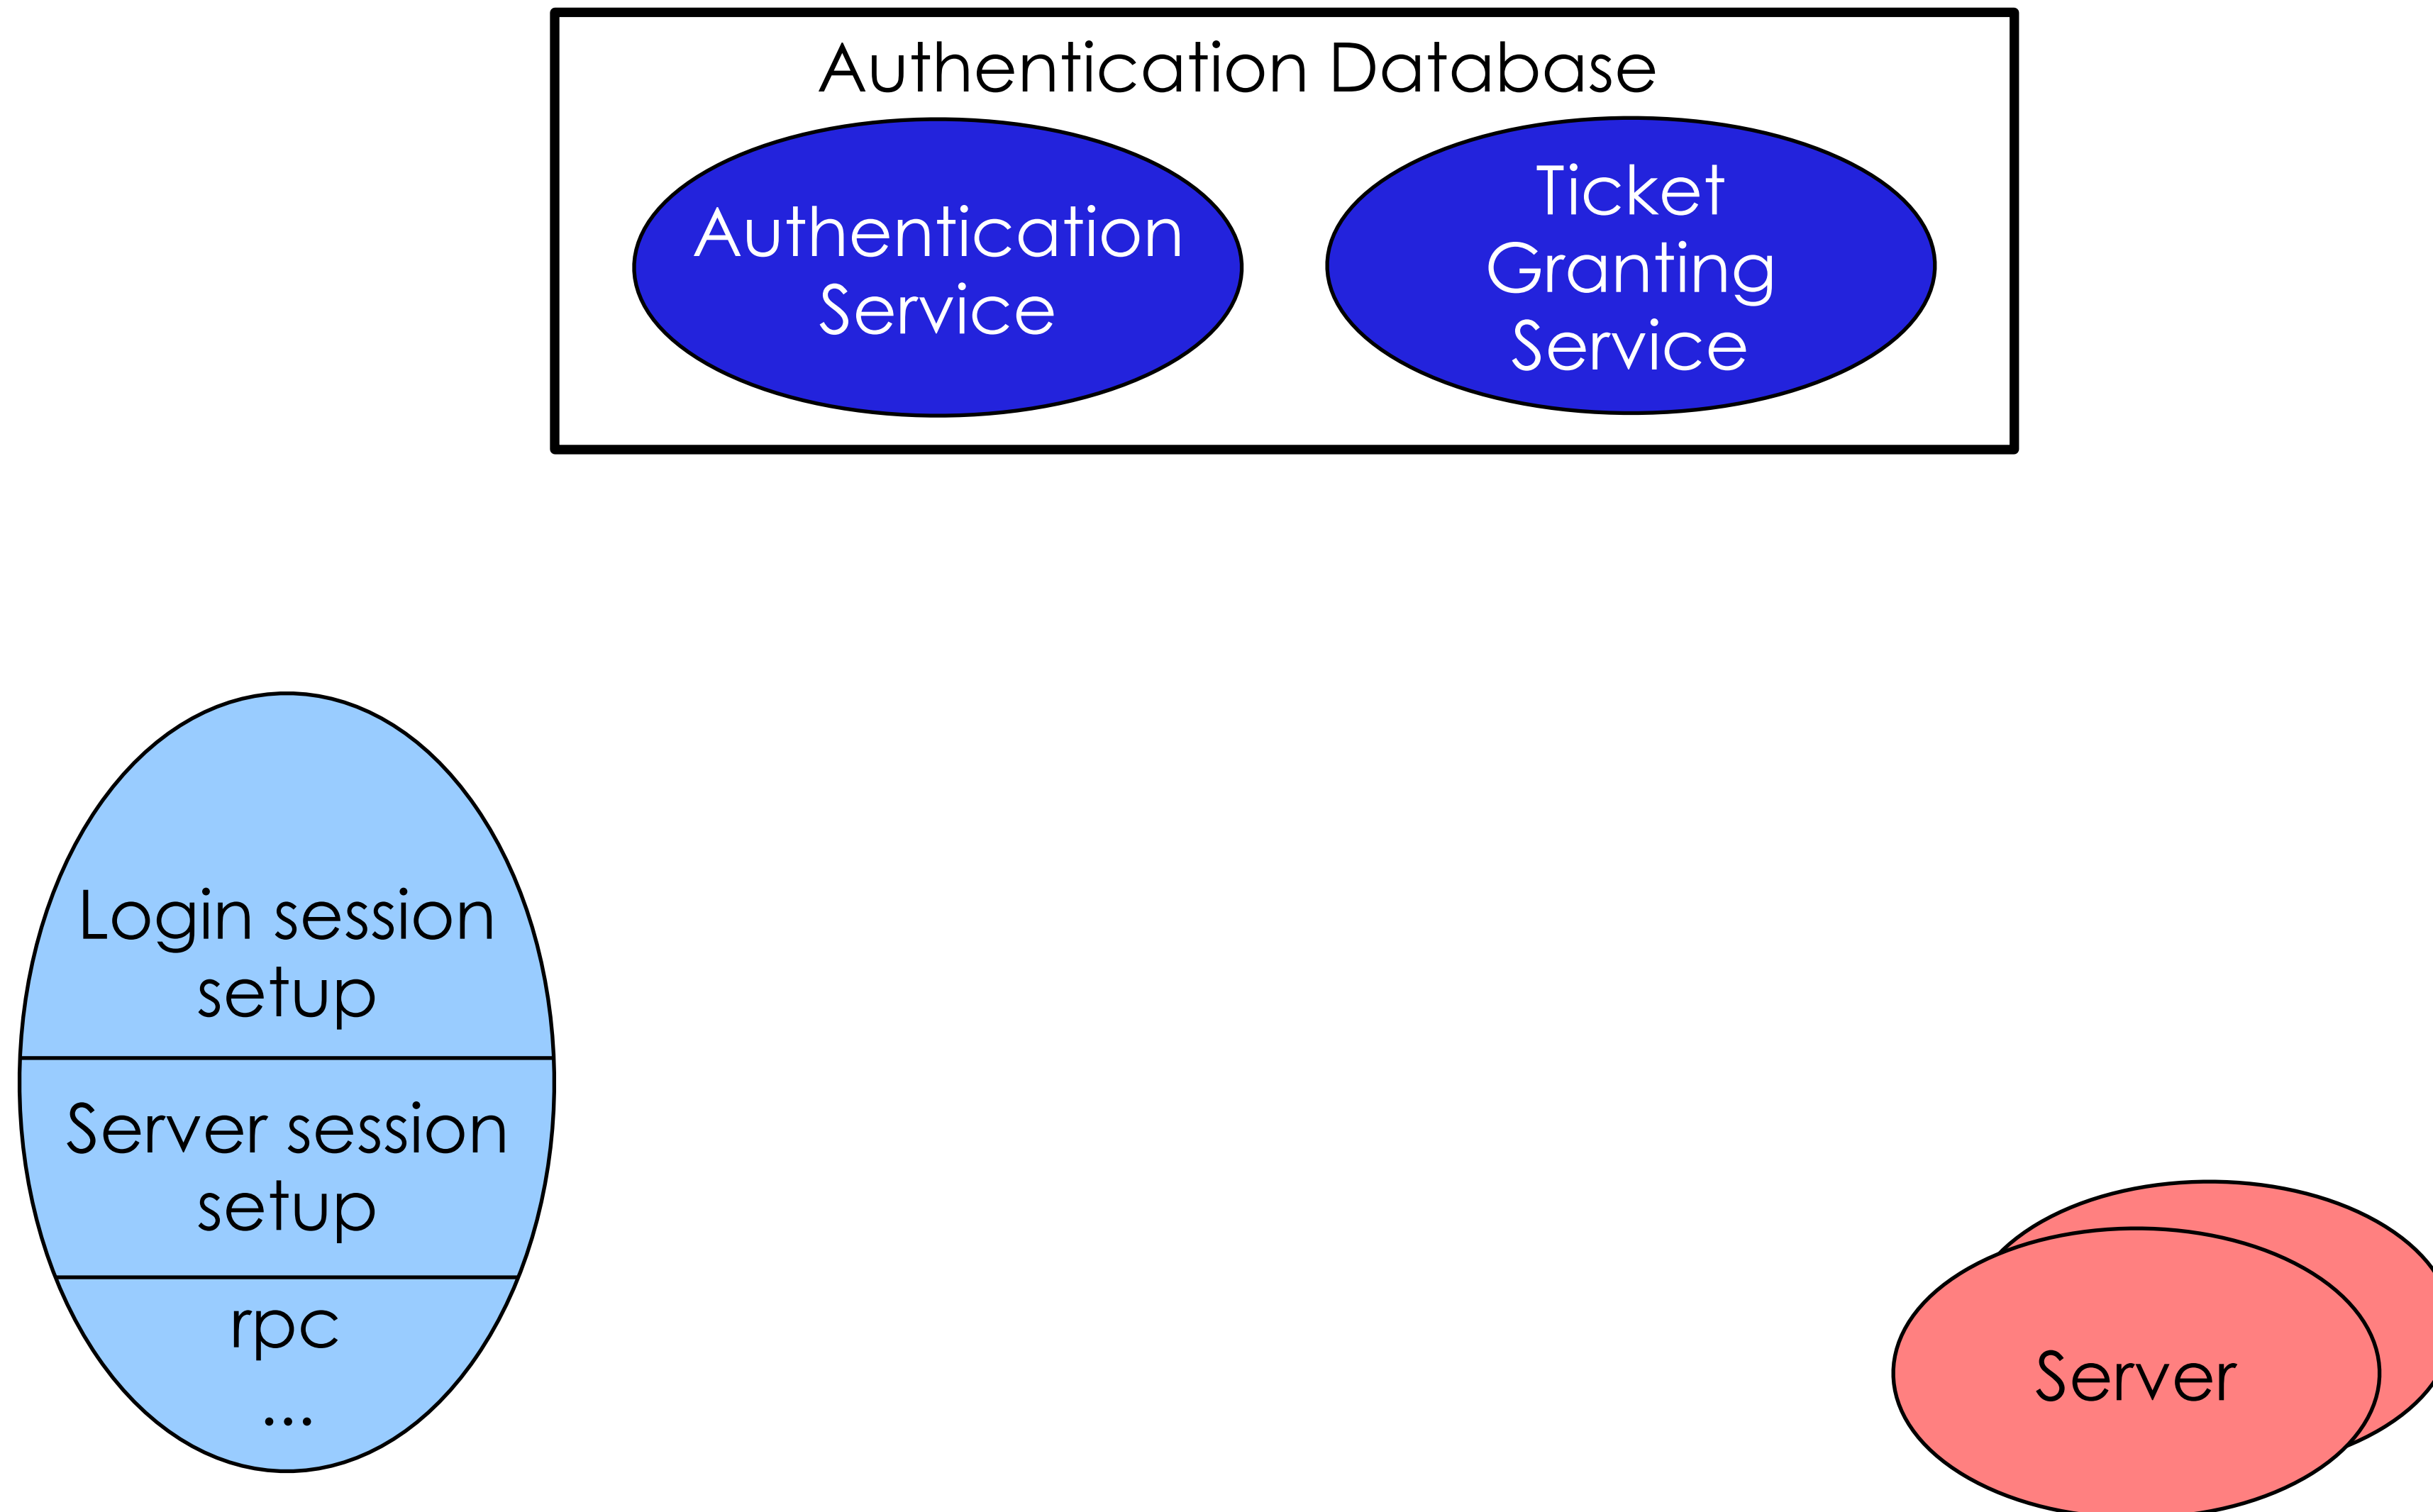 Authentication Database
Authentication
Service
Ticket
Granting
Service
Login session
setup
Server session
setup
rpc
...
Server